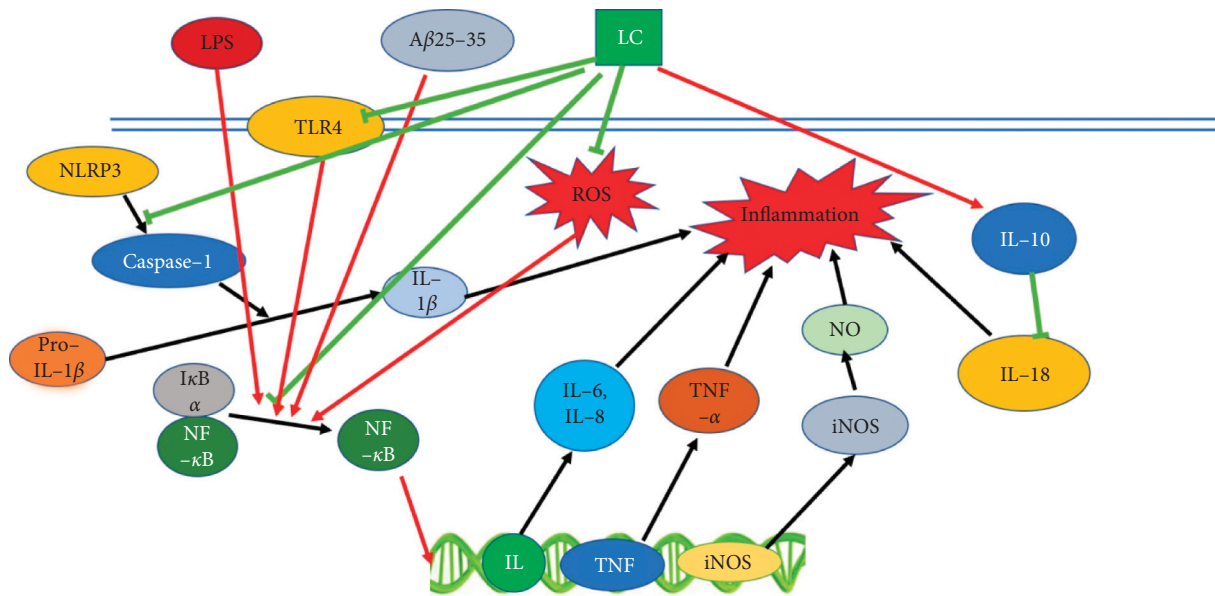 LPS
Aβ25–35
LC
TLR4
NLRP3
ROS
Inflammation
IL–10
Caspase–1
IL–
1β
NO
Pro–
IL–1β
IκB
α
IL–6,
IL–8
TNF
–α
IL–18
NF
–κB
NF
–κB
iNOS
IL
TNF
iNOS